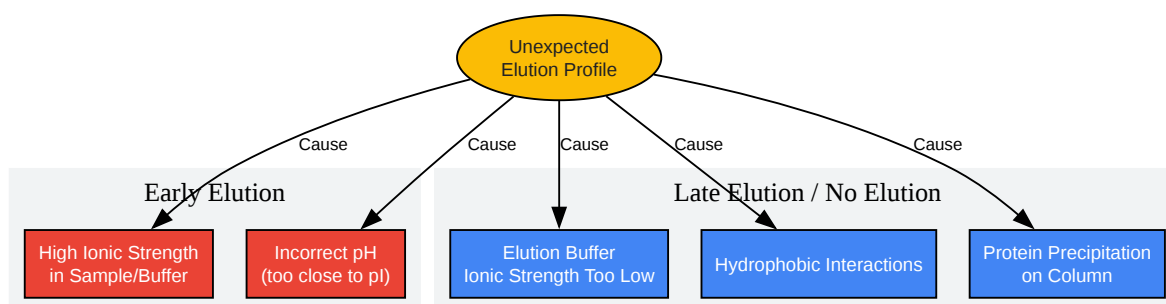 Unexpected
Elution Profile
Cause
Cause
Cause
Cause
Cause
Early Elution
Late Elution / No Elution
High Ionic Strength
in Sample/Buffer
Incorrect pH
(too close to pI)
Elution Buffer
Ionic Strength Too Low
Hydrophobic Interactions
Protein Precipitation
on Column